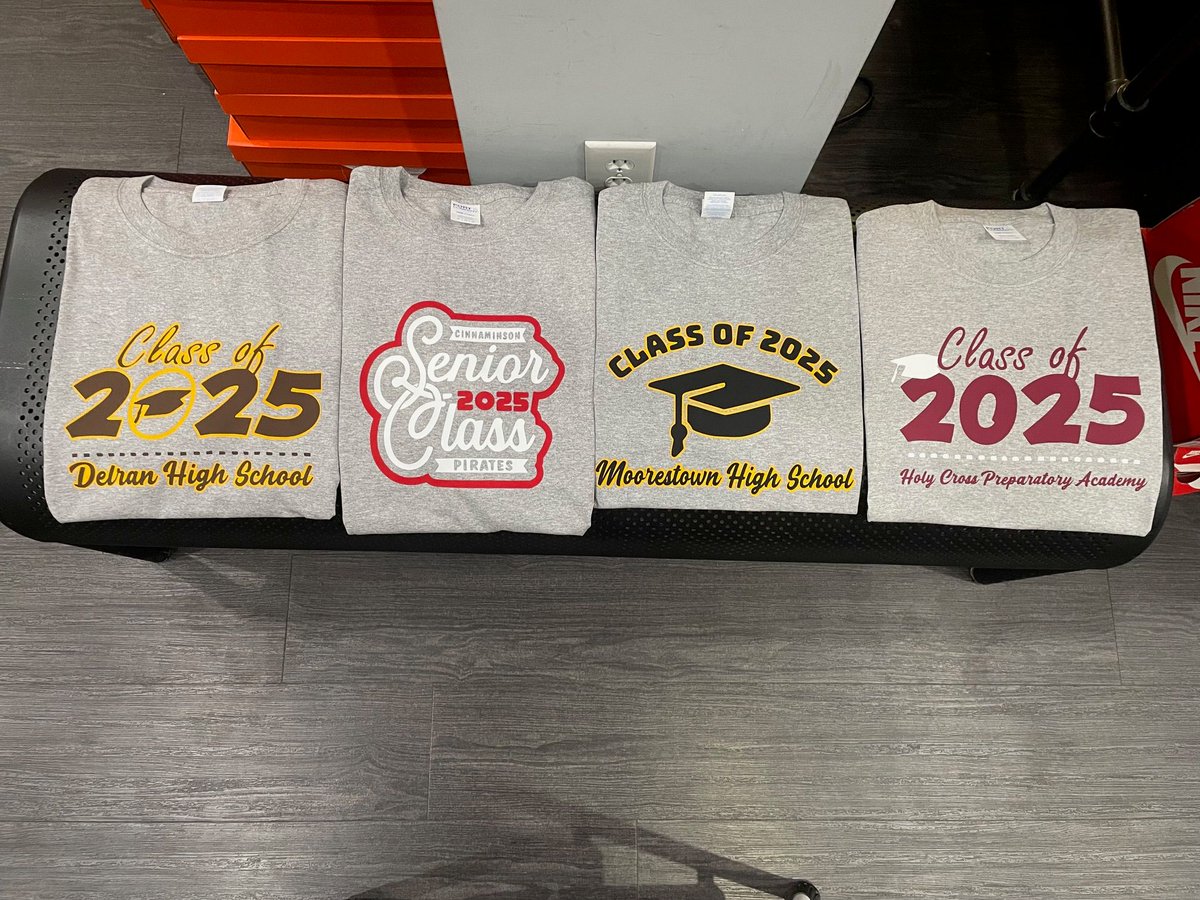 Class of
2025
Delran High School
CINNAMINSON
Senior
2025
Class
PIRATES
CLASS OF 2025
Moorestown High School
Class of
2025
Holy Cross Preparatory Academy
NIKE